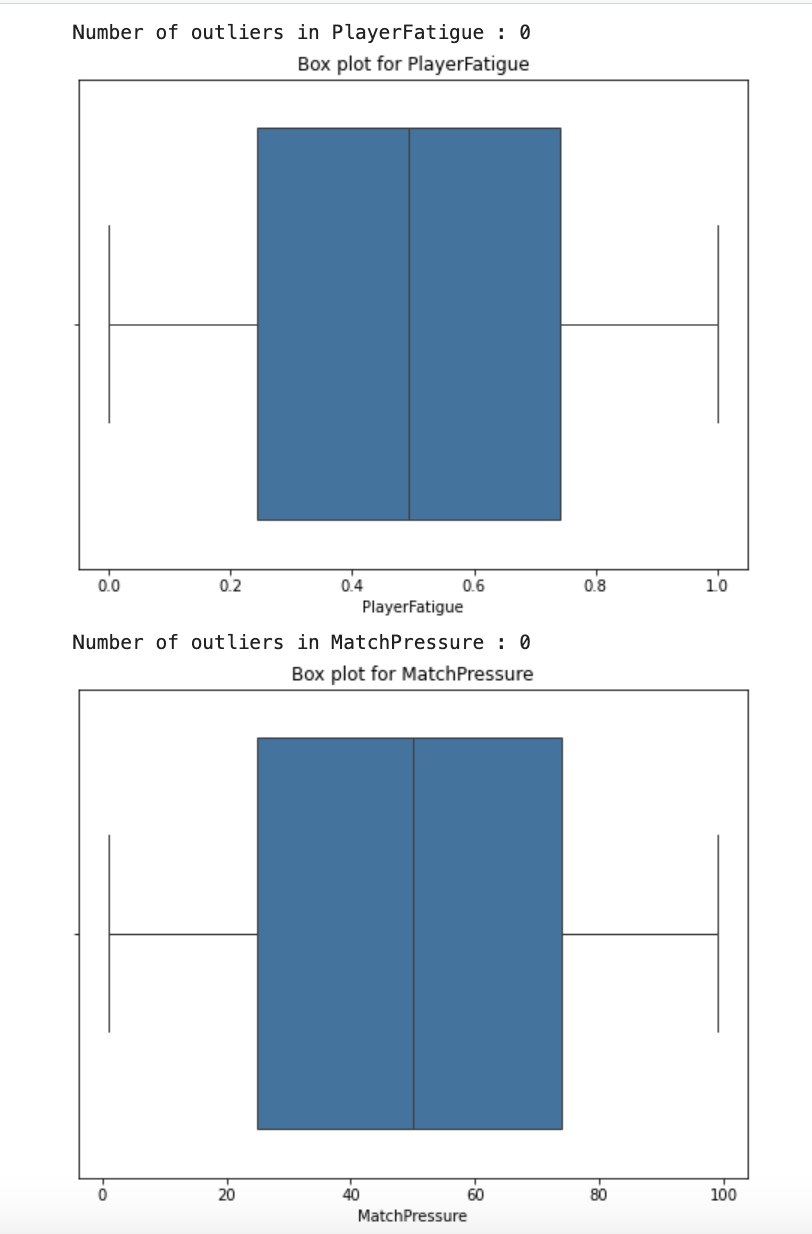 Number of outliers in PlayerFatigue : 0
Box plot for PlayerFatigue
0.0 0.2 0.4 0.6 0.8 1.0
PlayerFatigue
Number of outliers in MatchPressure : 0
Box plot for MatchPressure
0 20 40 60 80 100
MatchPressure